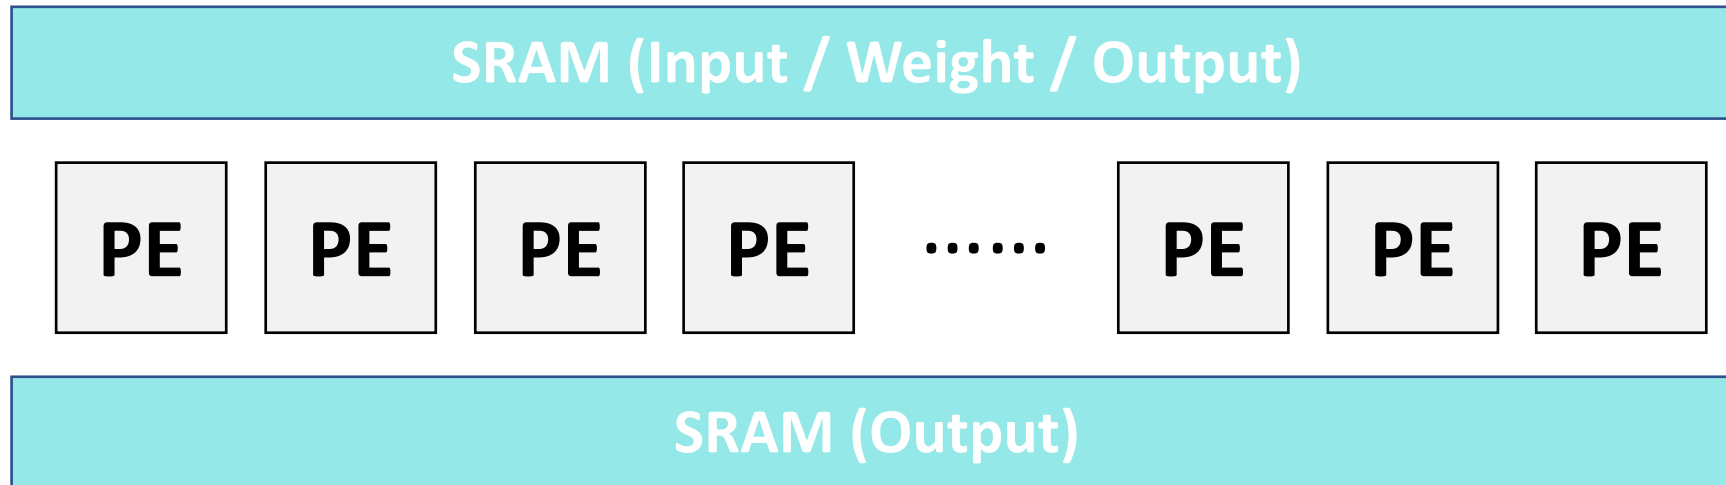 SRAM (Input / Weight / Output)
PE PE PE PE ...... PE PE PE
SRAM (Output)